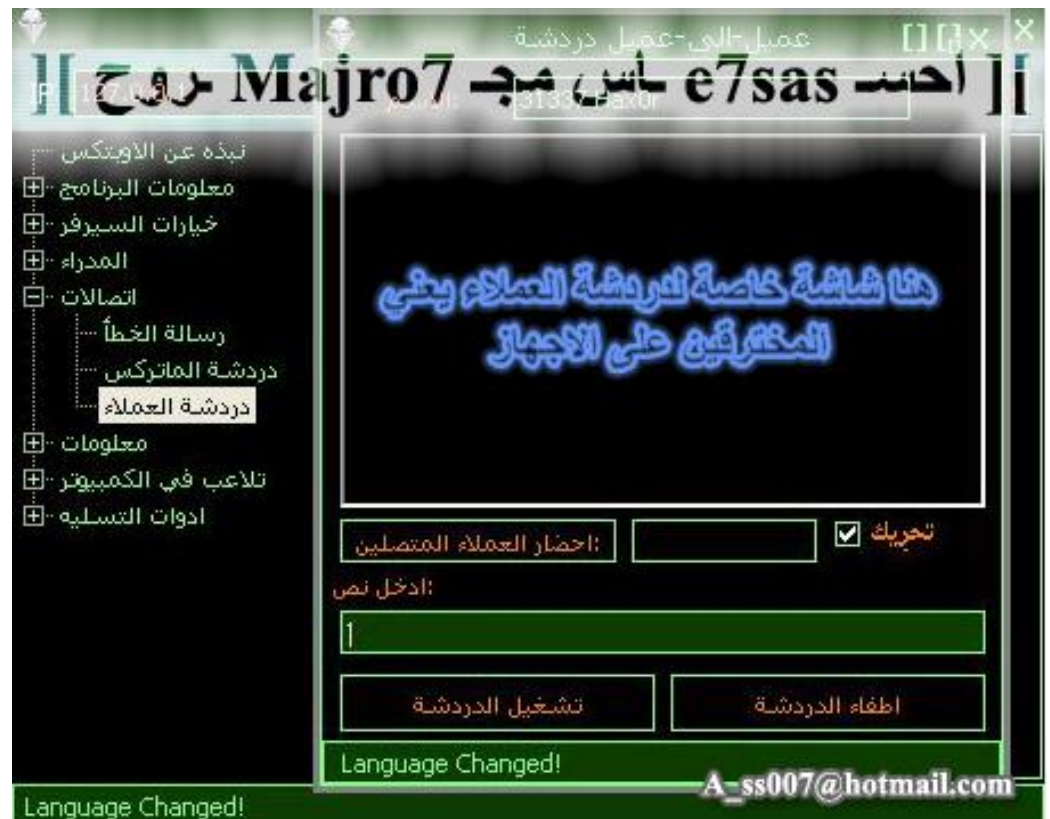 عميل-الى-عميل دردشة
][ احسـ e7sas ـاس مجـ Majro7 ـروح ][
نبذه عن الاوبتكس
معلومات البرنامج
خيارات السيرفر
المدراء
اتصالات
رسالة الخطأ
دردشة الماتركس
دردشة العملاء
معلومات
تلاعب في الكمبيوتر
ادوات التسليه
هنا شاشة خاصة لدردشة العملاء يعني
المخترقين على الاجهاز
تحريك
احضار العملاء المتصلين:
ادخل نص:
تشغيل الدردشة
اطفاء الدردشة
Language Changed!
A_ss007@hotmail.com
Language Changed!